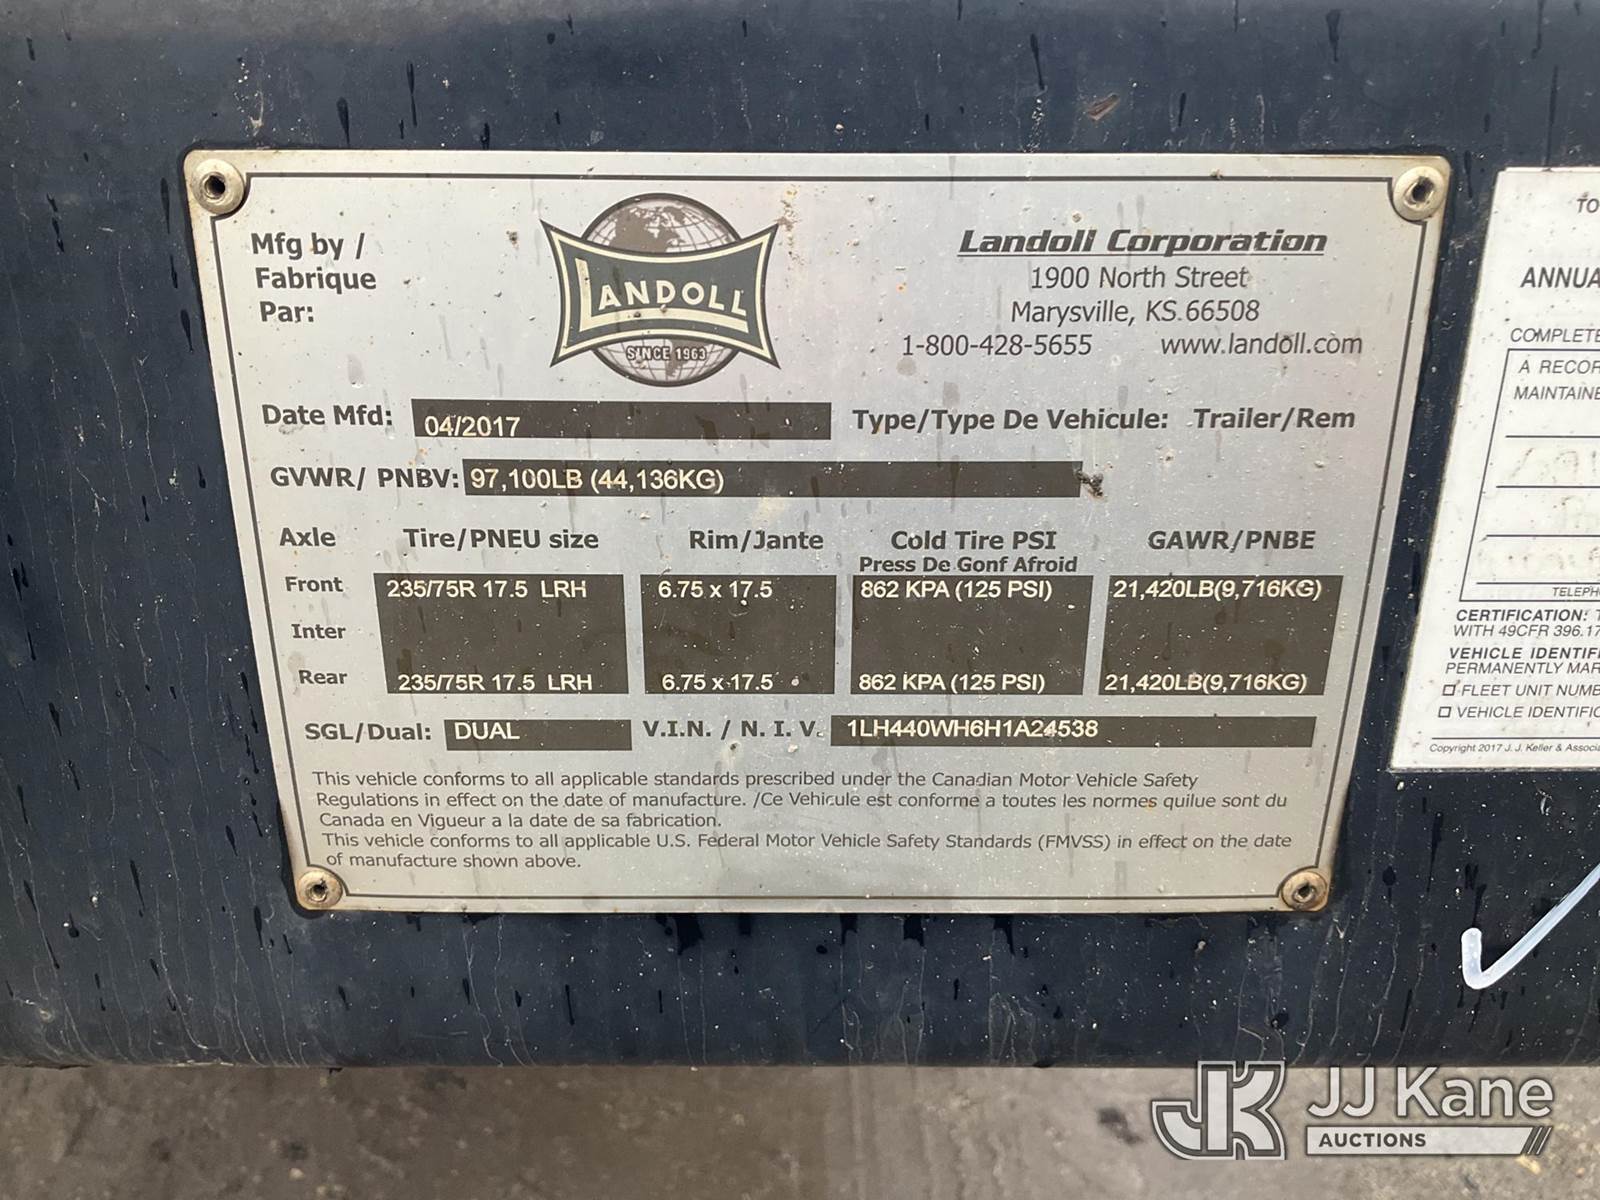 Mfg by /
Fabrique
Par:
LANDOLL
SINCE 1963
Landoll Corporation
1900 North Street
Marysville, KS 66508
1-800-428-5655 www.landoll.com
Date Mfd: 04/2017 Type/Type De Vehicule: Trailer/Rem
GVWR/ PNBV: 97,100LB (44,136KG)
Axle Tire/PNEU size Rim/Jante Cold Tire PSI GAWR/PNBE
Press De Gonf Afroid
Front 235/75R 17.5 LRH 6.75 x 17.5 862 KPA (125 PSI) 21,420LB(9,716KG)
Inter
Rear 235/75R 17.5 LRH 6.75 x 17.5 862 KPA (125 PSI) 21,420LB(9,716KG)
SGL/Dual: DUAL V.I.N. / N. I. V. 1LH440WH6H1A24538
This vehicle conforms to all applicable standards prescribed under the Canadian Motor Vehicle Safety
Regulations in effect on the date of manufacture. /Ce Vehicule est conforme a toutes les normes quilue sont du
Canada en Vigueur a la date de sa fabrication.
This vehicle conforms to all applicable U.S. Federal Motor Vehicle Safety Standards (FMVSS) in effect on the date
of manufacture shown above.
fo
ANNUA
COMPLETE
A RECOR
MAINTAINE
TELEPH
CERTIFICATION: T
WITH 49CFR 396.17
VEHICLE IDENTIFI
PERMANENTLY MAR
FLEET UNIT NUMB
VEHICLE IDENTIFIC
Copyright 2017 J. J. Keller & Associa
JK JJ Kane
AUCTIONS